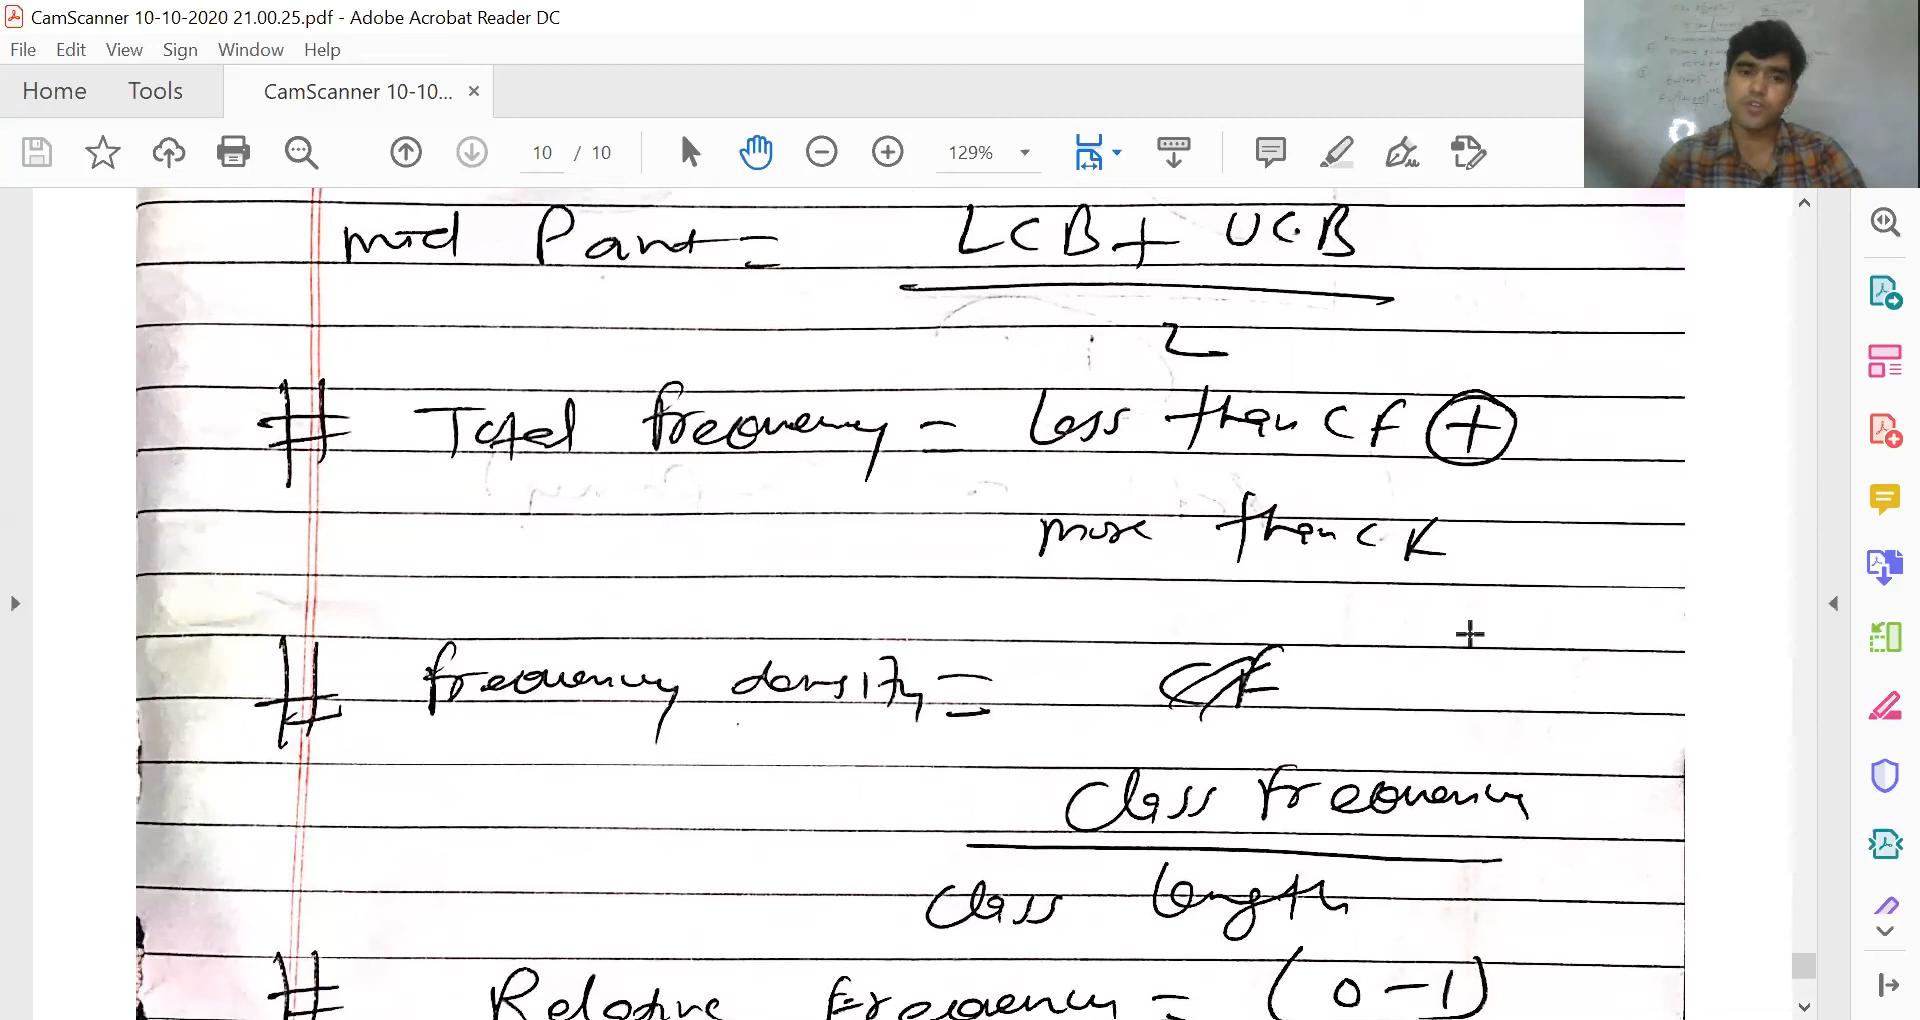 CamScanner 10-10-2020 21.00.25.pdf - Adobe Acrobat Reader DC
File Edit View Sign Window Help
Home Tools CamScanner 10-10... ×
10 / 10 129%
mid Part = LCB + UCB
2
# Total frequency = Less than CF +
more than CF
# frequency density =
Class frequency
Class length
# Relative Frequency = (0-1)